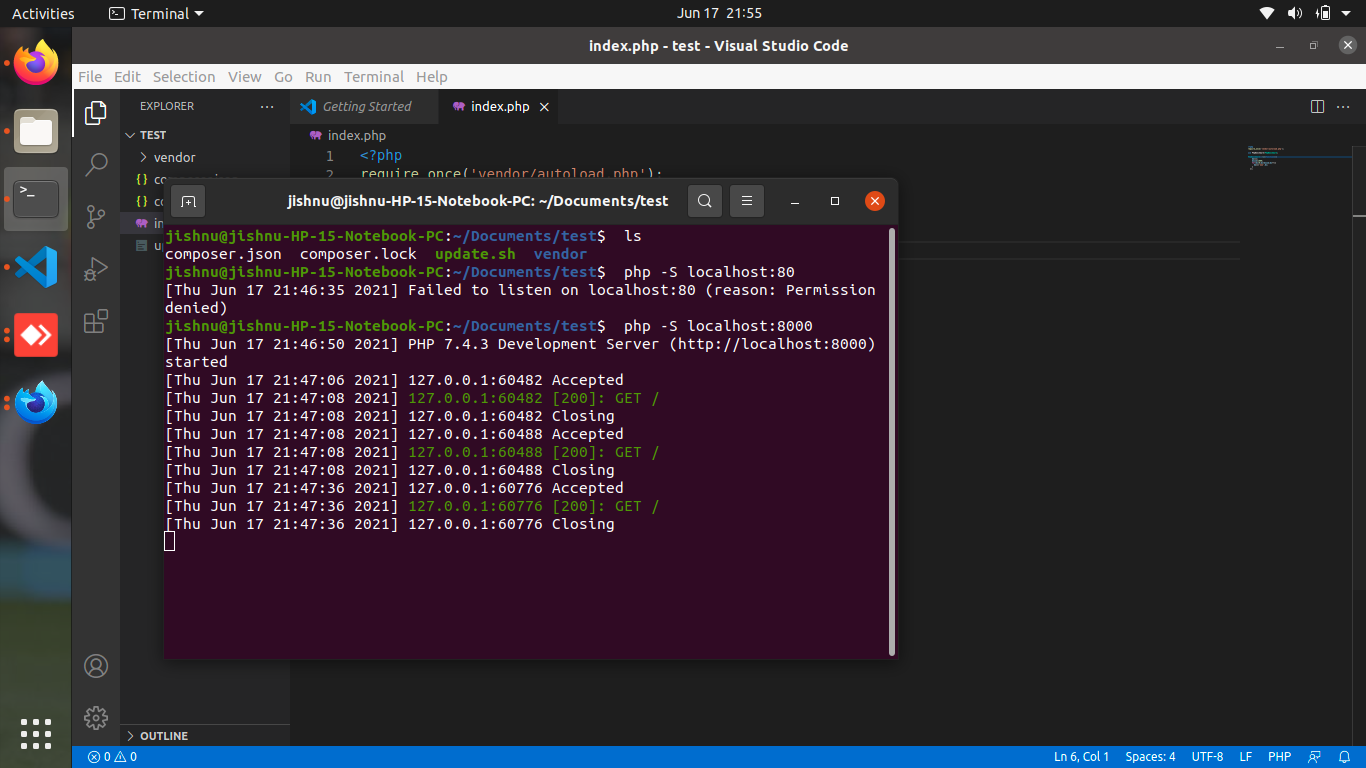 Activities Terminal Jun 17 21:55
index.php - test - Visual Studio Code
File Edit Selection View Go Run Terminal Help
EXPLORER ··· Getting Started index.php
TEST index.php
vendor
1 <?php
2 require_once('vendor/autoload.php');
jishnu@jishnu-HP-15-Notebook-PC: ~/Documents/test
jishnu@jishnu-HP-15-Notebook-PC:~/Documents/test$ ls
composer.json composer.lock update.sh vendor
jishnu@jishnu-HP-15-Notebook-PC:~/Documents/test$ php -S localhost:80
[Thu Jun 17 21:46:35 2021] Failed to listen on localhost:80 (reason: Permission
denied)
jishnu@jishnu-HP-15-Notebook-PC:~/Documents/test$ php -S localhost:8000
[Thu Jun 17 21:46:50 2021] PHP 7.4.3 Development Server (http://localhost:8000)
started
[Thu Jun 17 21:47:06 2021] 127.0.0.1:60482 Accepted
[Thu Jun 17 21:47:08 2021] 127.0.0.1:60482 [200]: GET /
[Thu Jun 17 21:47:08 2021] 127.0.0.1:60482 Closing
[Thu Jun 17 21:47:08 2021] 127.0.0.1:60488 Accepted
[Thu Jun 17 21:47:08 2021] 127.0.0.1:60488 [200]: GET /
[Thu Jun 17 21:47:08 2021] 127.0.0.1:60488 Closing
[Thu Jun 17 21:47:36 2021] 127.0.0.1:60776 Accepted
[Thu Jun 17 21:47:36 2021] 127.0.0.1:60776 [200]: GET /
[Thu Jun 17 21:47:36 2021] 127.0.0.1:60776 Closing
OUTLINE
0 0 Ln 6, Col 1 Spaces: 4 UTF-8 LF PHP